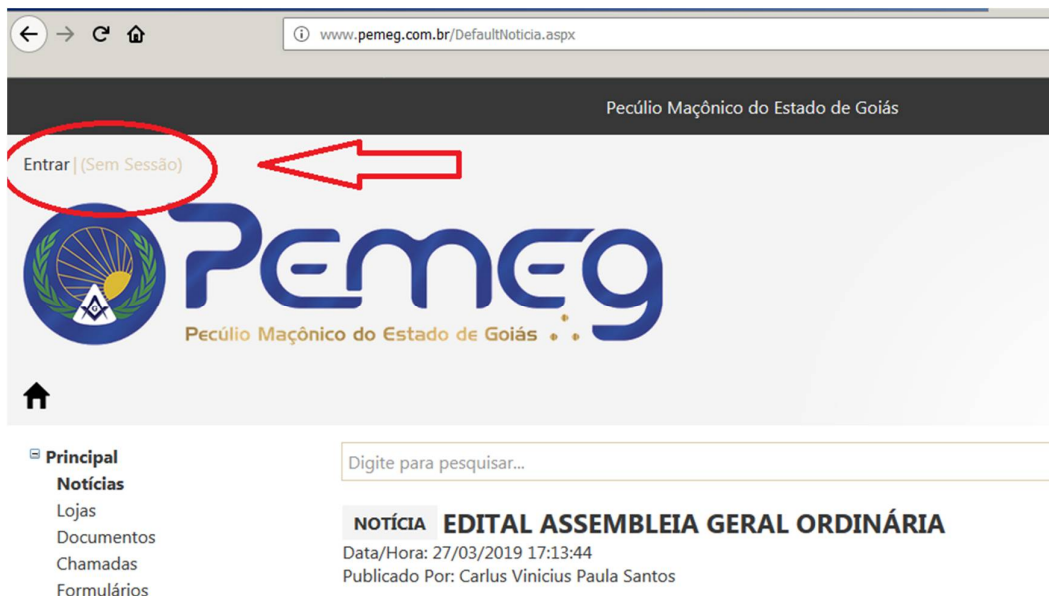 www.pemeg.com.br/DefaultNoticia.aspx
Pecúlio Maçônico do Estado de Goiás
Entrar | (Sem Sessão)
G
Pemeg
Pecúlio Maçônico do Estado de Goiás
Principal
Notícias
Lojas
Documentos
Chamadas
Formulários
Digite para pesquisar...
NOTÍCIA EDITAL ASSEMBLEIA GERAL ORDINÁRIA
Data/Hora: 27/03/2019 17:13:44
Publicado Por: Carlus Vinicius Paula Santos